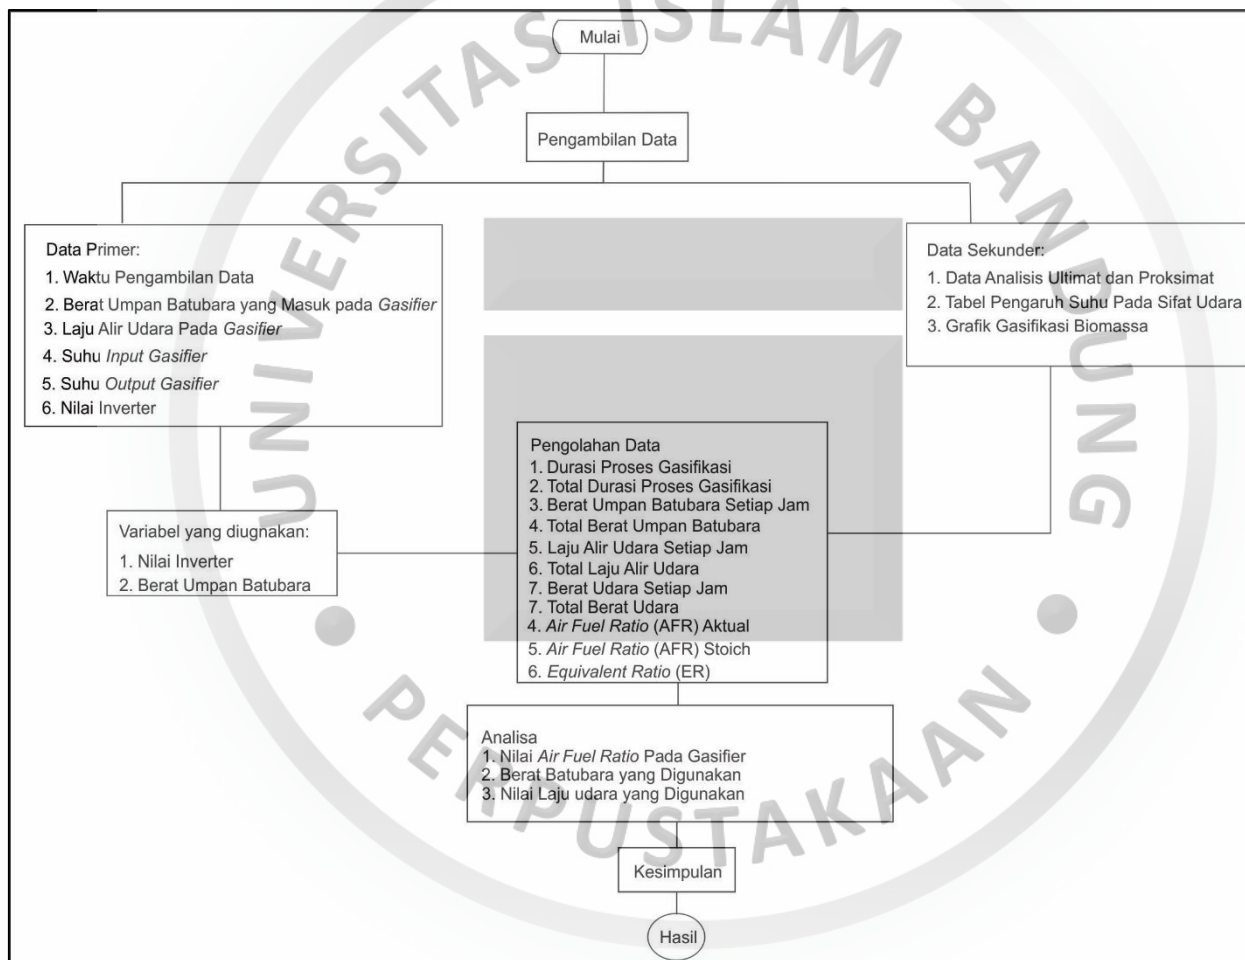 UNIVERSITAS ISLAM BANDUNG
PERPUSTAKAAN
Mulai
Pengambilan Data
Data Primer:
1. Waktu Pengambilan Data
2. Berat Umpan Batubara yang Masuk pada Gasifier
3. Laju Alir Udara Pada Gasifier
4. Suhu Input Gasifier
5. Suhu Output Gasifier
6. Nilai Inverter
Data Sekunder:
1. Data Analisis Ultimat dan Proksimat
2. Tabel Pengaruh Suhu Pada Sifat Udara
3. Grafik Gasifikasi Biomassa
Variabel yang diugnakan:
1. Nilai Inverter
2. Berat Umpan Batubara
Pengolahan Data
1. Durasi Proses Gasifikasi
2. Total Durasi Proses Gasifikasi
3. Berat Umpan Batubara Setiap Jam
4. Total Berat Umpan Batubara
5. Laju Alir Udara Setiap Jam
6. Total Laju Alir Udara
7. Berat Udara Setiap Jam
7. Total Berat Udara
4. Air Fuel Ratio (AFR) Aktual
5. Air Fuel Ratio (AFR) Stoich
6. Equivalent Ratio (ER)
Analisa
1. Nilai Air Fuel Ratio Pada Gasifier
2. Berat Batubara yang Digunakan
3. Nilai Laju udara yang Digunakan
Kesimpulan
Hasil